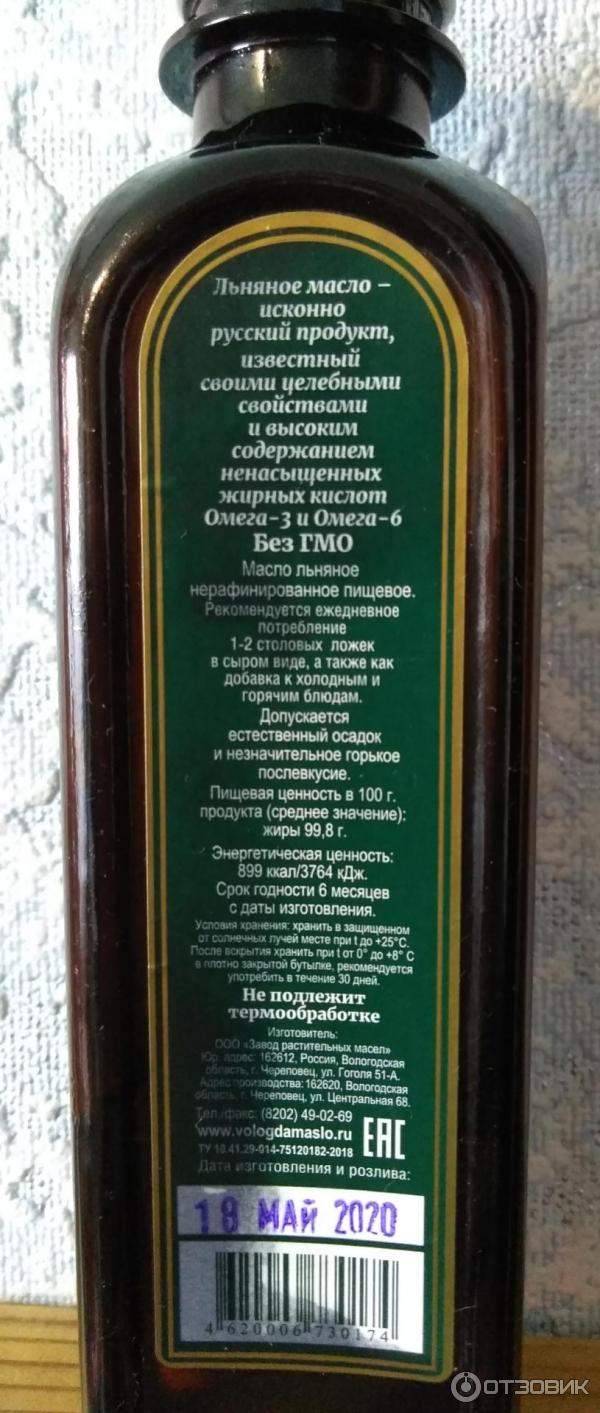 Льняное масло –
исконно
русский продукт,
известный
своими целебными
свойствами
и высоким
содержанием
ненасыщенных
жирных кислот
Омега-3 и Омега-6
Без ГМО
Масло льняное
нерафинированное пищевое.
Рекомендуется ежедневное
потребление
1-2 столовых ложек
в сыром виде, а также как
добавка к холодным и
горячим блюдам.
Допускается
естественный осадок
и незначительное горькое
послевкусие.
Пищевая ценность в 100 г.
продукта (среднее значение):
жиры 99,8 г.
Энергетическая ценность:
899 ккал/3764 кДж.
Срок годности 6 месяцев
с даты изготовления.
Условия хранения: хранить в защищенном
от солнечных лучей месте при t до +25°С.
После вскрытия хранить при t от 0° до +8° С
в плотно закрытой бутылке, рекомендуется
употребить в течение 30 дней.
Не подлежит
термообработке
Изготовитель:
ООО «Завод растительных масел»
Юр. адрес: 162612, Россия, Вологодская
область, г. Череповец, ул. Гоголя 51-А.
Адрес производства: 162620, Вологодская
область, г. Череповец, ул. Центральная 68.
Тел./факс: (8202) 49-02-69
www.vologdamaslo.ru
ЕАС
ТУ 10.41.29-014-75120182-2018
Дата изготовления и розлива:
18 МАЙ 2020
4 620006 730174
ОТЗОВИК